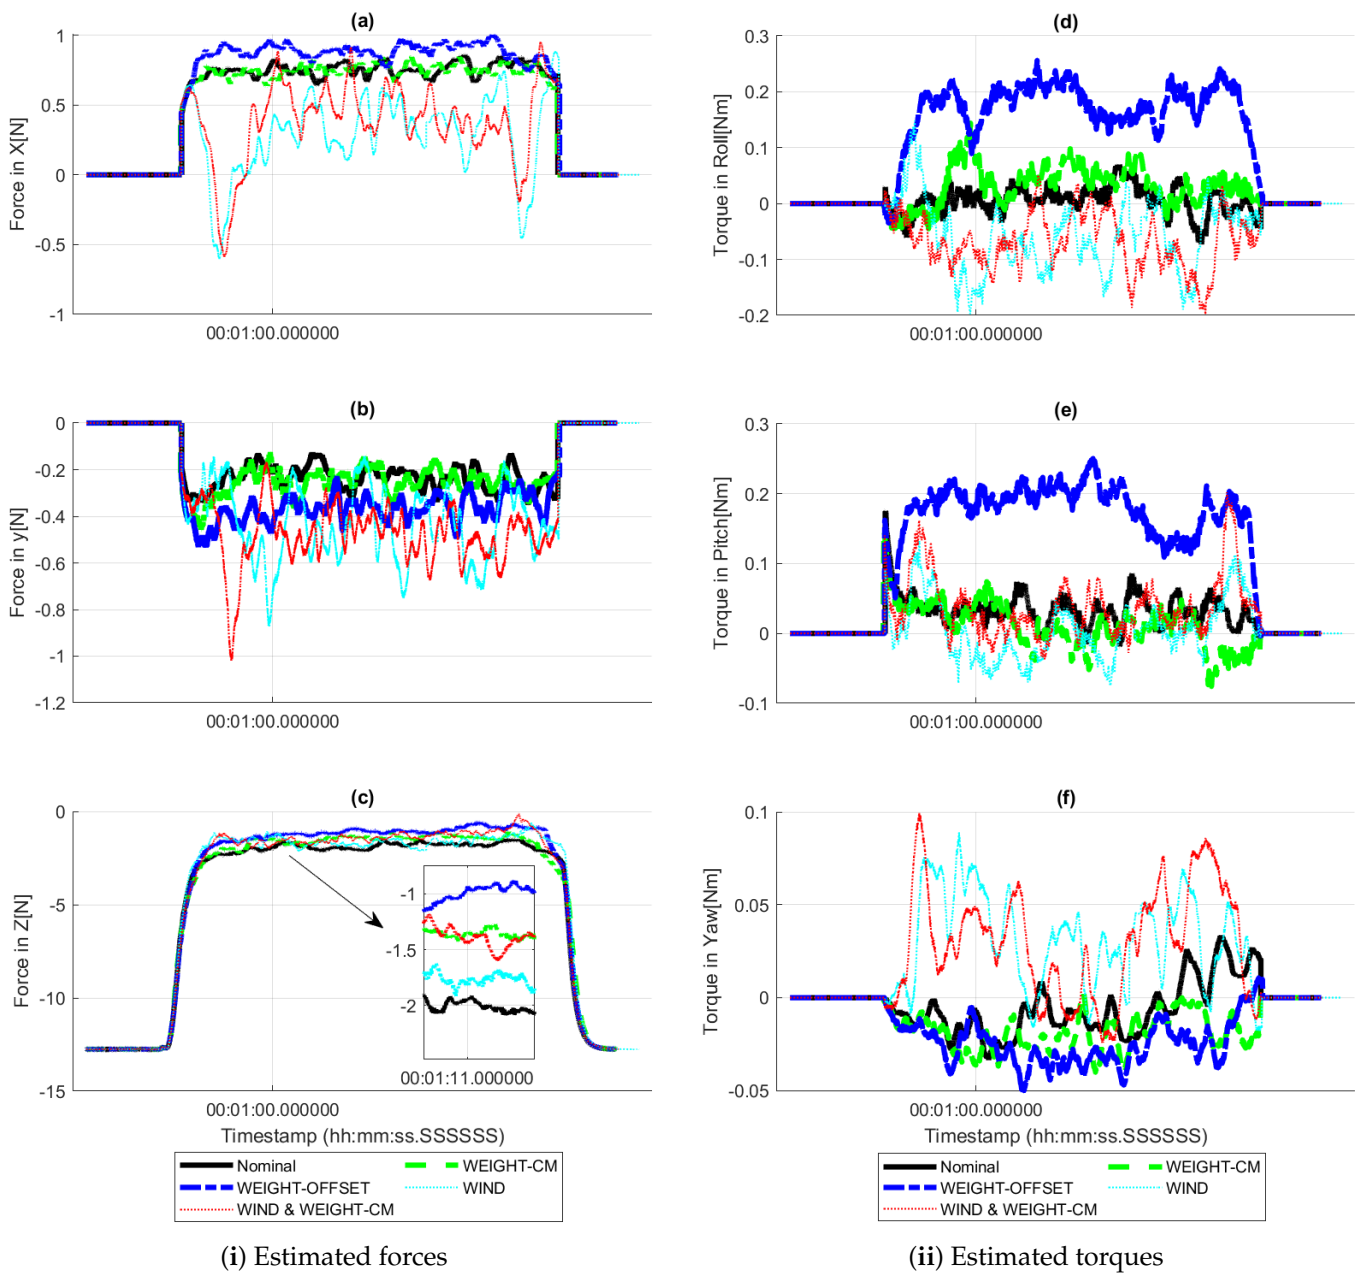 (a)
1
0.5
0
-0.5
-1
Force in X[N]
00:01:00.000000
(b)
0
-0.2
-0.4
-0.6
-0.8
-1
-1.2
Force in y[N]
00:01:00.000000
(c)
0
-5
-10
-15
Force in Z[N]
-1
-1.5
-2
00:01:11.000000
00:01:00.000000
Timestamp (hh:mm:ss.SSSSSS)
Nominal
WEIGHT-CM
WEIGHT-OFFSET
WIND
WIND & WEIGHT-CM
(i) Estimated forces
(d)
0.3
0.2
0.1
0
-0.1
-0.2
Torque in Roll[Nm]
00:01:00.000000
(e)
0.3
0.2
0.1
0
-0.1
Torque in Pitch[Nm]
00:01:00.000000
(f)
0.1
0.05
0
-0.05
Torque in Yaw[Nm]
00:01:00.000000
Timestamp (hh:mm:ss.SSSSSS)
Nominal
WEIGHT-CM
WEIGHT-OFFSET
WIND
WIND & WEIGHT-CM
(ii) Estimated torques